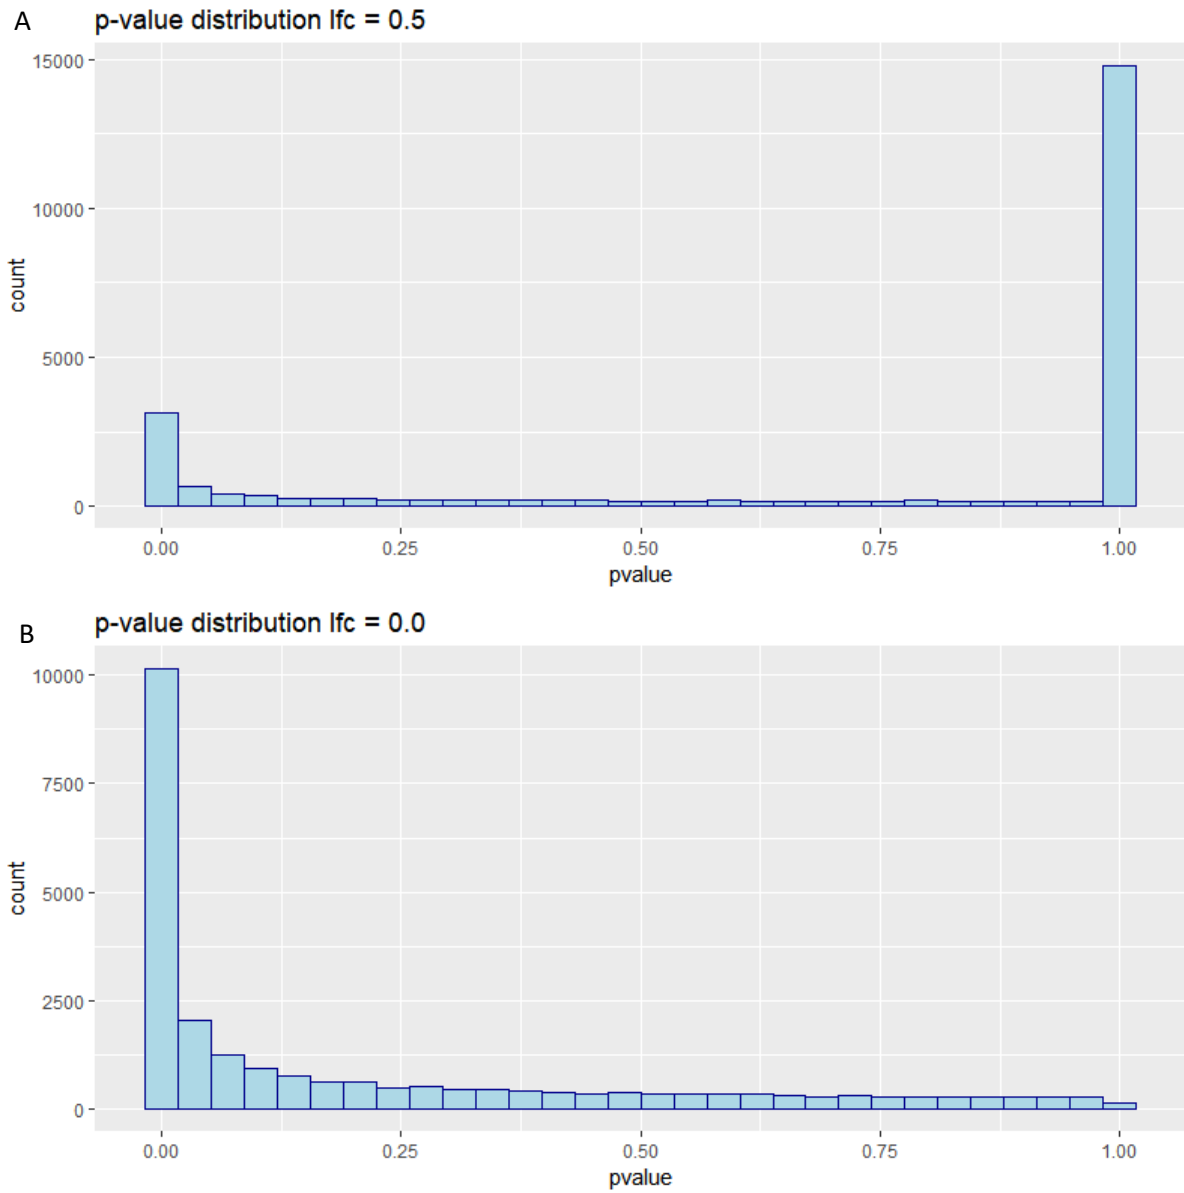 A
p-value distribution lfc = 0.5
15000
10000
5000
0
count
0.00 0.25 0.50 0.75 1.00
pvalue
B
p-value distribution lfc = 0.0
10000
7500
5000
2500
0
count
0.00 0.25 0.50 0.75 1.00
pvalue